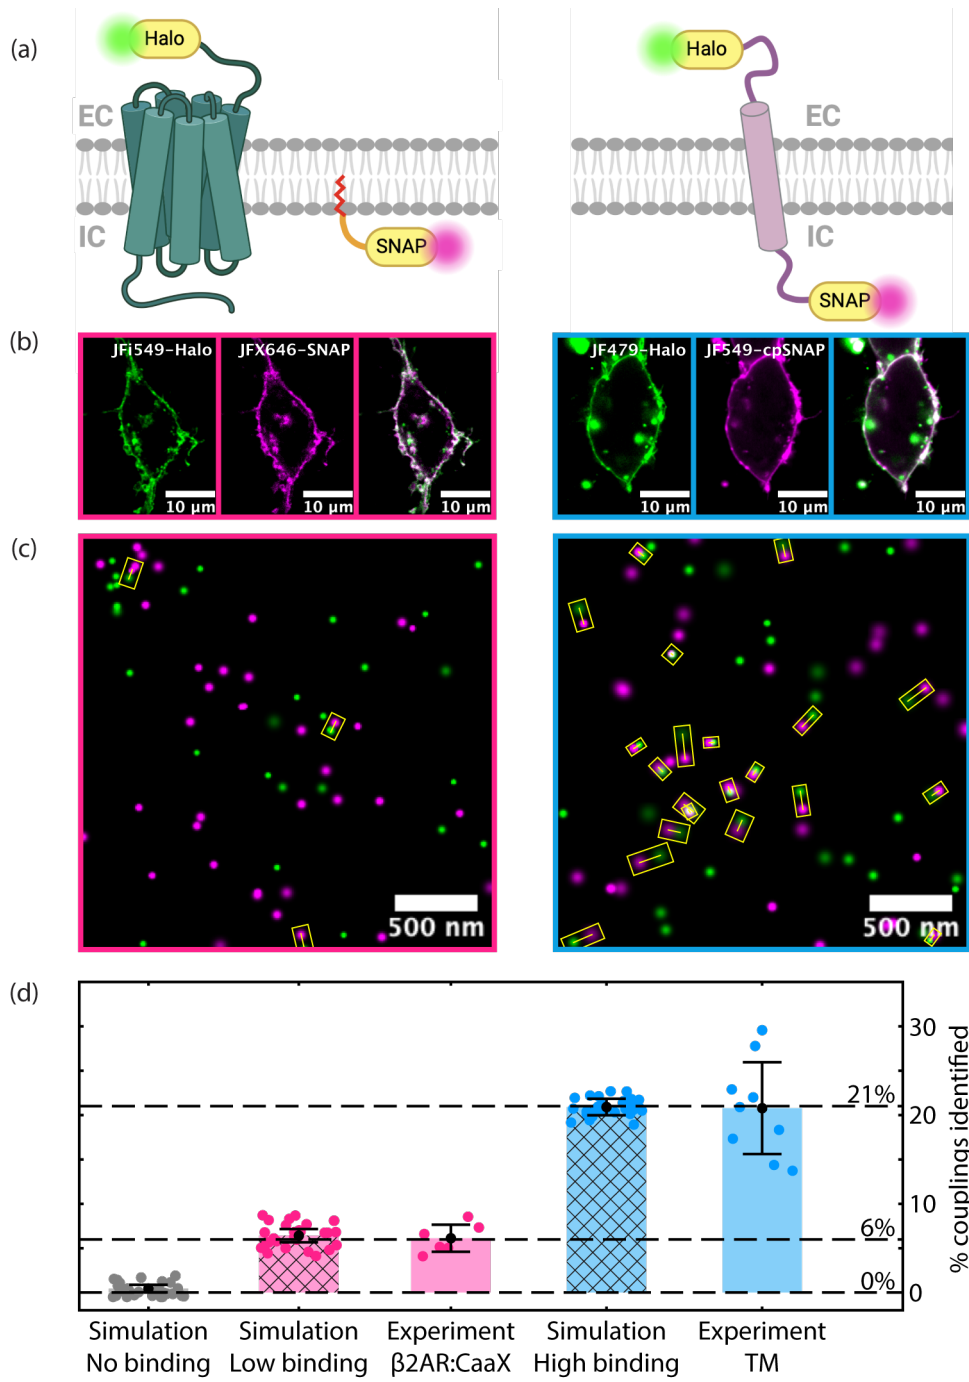 (a)
Halo
EC
IC
SNAP
Halo
EC
IC
SNAP
(b)
JFi549-Halo
JFX646-SNAP
10 μm
10 μm
10 μm
JF479-Halo
JF549-cpSNAP
10 μm
10 μm
10 μm
(c)
500 nm
500 nm
(d)
30
21%
20
10
6%
0%
0
% couplings identified
Simulation
No binding
Simulation
Low binding
Experiment
β2AR:CaaX
Simulation
High binding
Experiment
TM